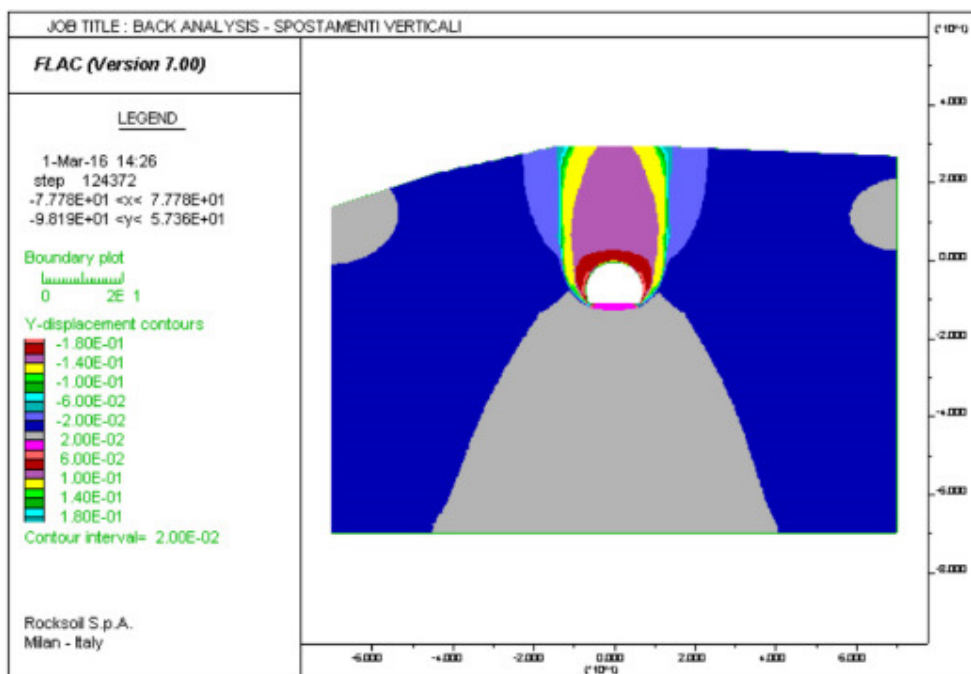 JOB TITLE : BACK ANALYSIS - SPOSTAMENTI VERTICALI
(*10^1)
FLAC (Version 7.00)
LEGEND
1-Mar-16 14:26
step 124372
-7.778E+01 <x< 7.778E+01
-9.819E+01 <y< 5.736E+01
Boundary plot
0 2E 1
Y-displacement contours
-1.80E-01
-1.40E-01
-1.00E-01
-6.00E-02
-2.00E-02
2.00E-02
6.00E-02
1.00E-01
1.40E-01
1.80E-01
Contour interval= 2.00E-02
Rocksoil S.p.A.
Milan - Italy
4.000
2.000
0.000
-2.000
-4.000
-6.000
-8.000
-6.000 -4.000 -2.000 0.000 2.000 4.000 6.000
(*10^1)